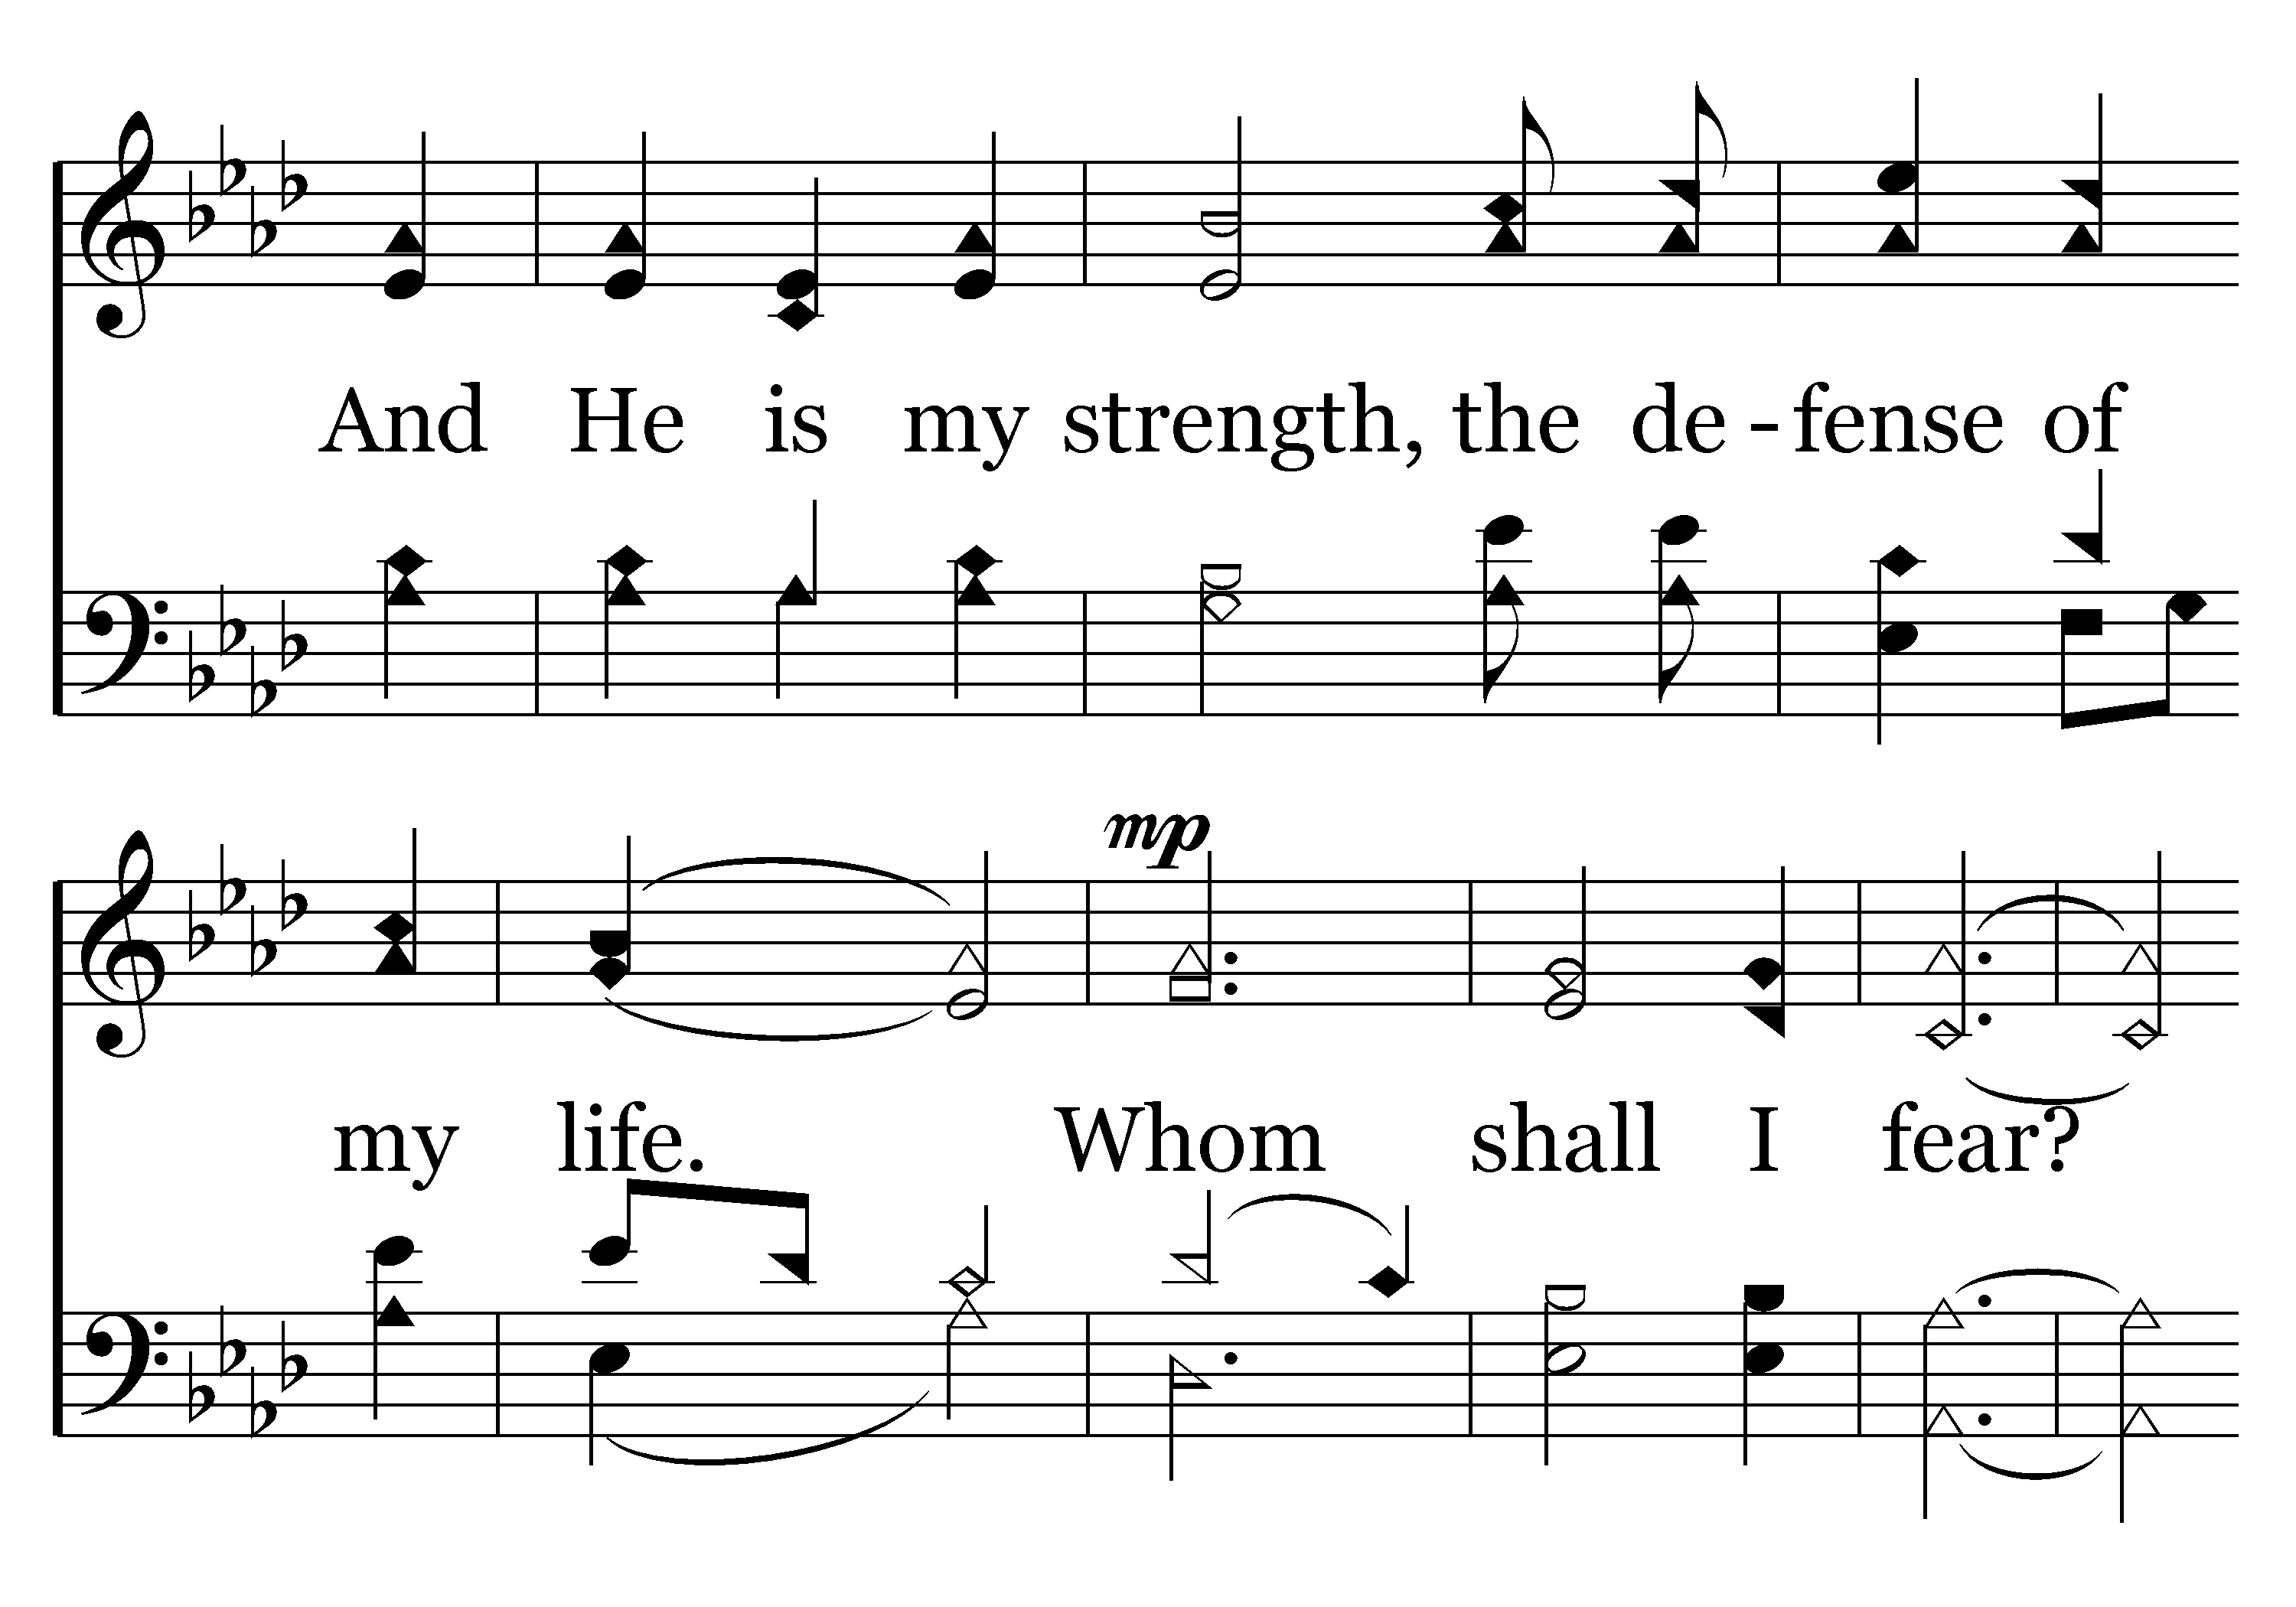 And He is my strength, the de - fense of
mp
my life. Whom shall I fear?